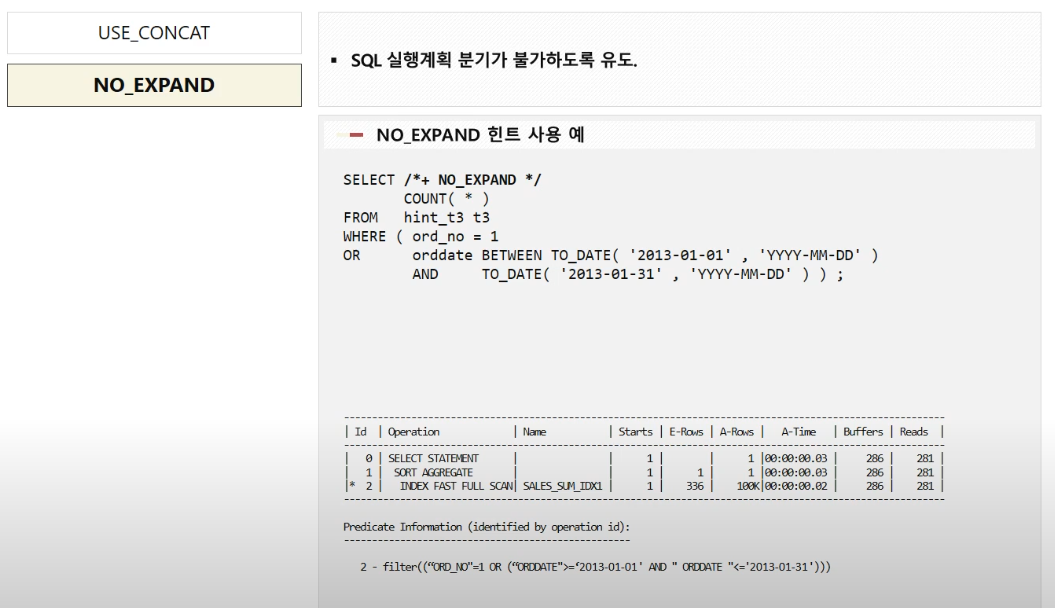 USE_CONCAT
NO_EXPAND
▪ SQL 실행계획 분기가 불가하도록 유도.
NO_EXPAND 힌트 사용 예
SELECT /*+ NO_EXPAND */
COUNT( * )
FROM hint_t3 t3
WHERE ( ord_no = 1
OR orddate BETWEEN TO_DATE( '2013-01-01' , 'YYYY-MM-DD' )
AND TO_DATE( '2013-01-31' , 'YYYY-MM-DD' ) ) ;
--------------------------------------------------------------------------------
| Id | Operation | Name | Starts | E-Rows | A-Rows | A-Time | Buffers | Reads |
--------------------------------------------------------------------------------
| 0 | SELECT STATEMENT | | 1 | | 1 |00:00:00.03 | 286 | 281 |
| 1 | SORT AGGREGATE | | 1 | 1 | 1 |00:00:00.03 | 286 | 281 |
|* 2 | INDEX FAST FULL SCAN| SALES_SUM_IDX1 | 1 | 336 | 100K|00:00:00.02 | 286 | 281 |
--------------------------------------------------------------------------------
Predicate Information (identified by operation id):
---------------------------------------------------
2 - filter((“ORD_NO"=1 OR (“ORDDATE">=‘2013-01-01' AND " ORDDATE "<='2013-01-31')))